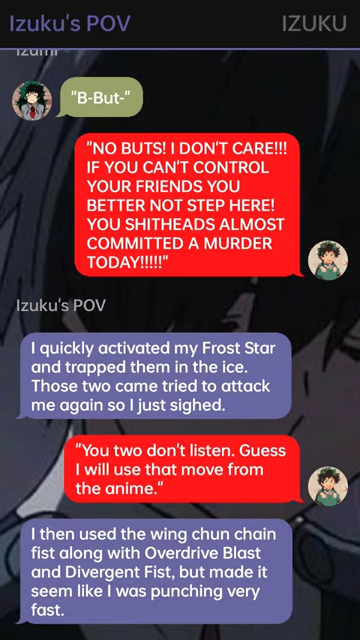 Izuku's POV
IZUKU
Izumi
"B-But-"
"NO BUTS! I DON'T CARE!!!
IF YOU CAN'T CONTROL
YOUR FRIENDS YOU
BETTER NOT STEP HERE!
YOU SHITHEADS ALMOST
COMMITTED A MURDER
TODAY!!!!!"
Izuku's POV
I quickly activated my Frost Star
and trapped them in the ice.
Those two came tried to attack
me again so I just sighed.
"You two don't listen. Guess
I will use that move from
the anime."
I then used the wing chun chain
fist along with Overdrive Blast
and Divergent Fist, but made it
seem like I was punching very
fast.